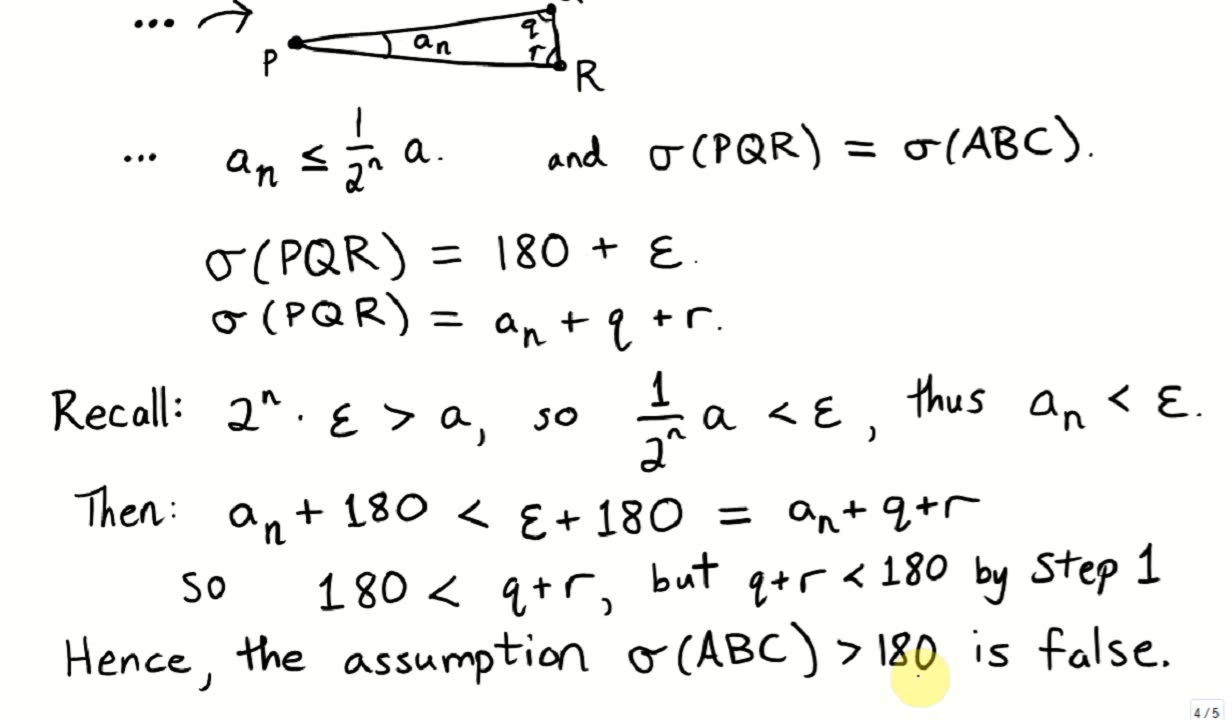 ... → a_n q r
P R
... a_n ≤ 1/2^n a. and σ(PQR) = σ(ABC).
σ(PQR) = 180 + ε.
σ(PQR) = a_n + q + r.
Recall: 2^n · ε > a, so 1/2^n a < ε, thus a_n < ε.
Then: a_n + 180 < ε + 180 = a_n + q + r
so 180 < q + r, but q + r < 180 by Step 1
Hence, the assumption σ(ABC) > 180 is false.
4/5